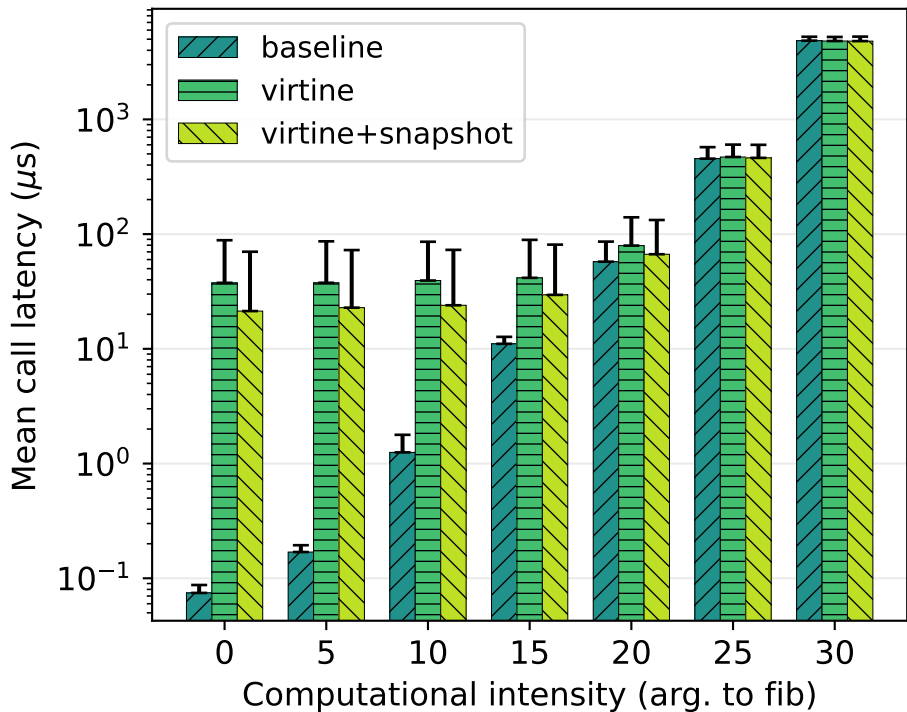 baseline
virtine
virtine+snapshot
Mean call latency (μs)
10³
10²
10¹
10⁰
10⁻¹
0 5 10 15 20 25 30
Computational intensity (arg. to fib)